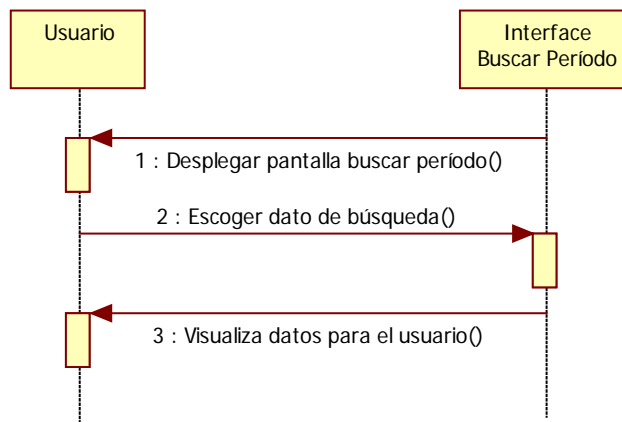 Usuario
Interface
Buscar Período
1 : Desplegar pantalla buscar período()
2 : Escoger dato de búsqueda()
3 : Visualiza datos para el usuario()